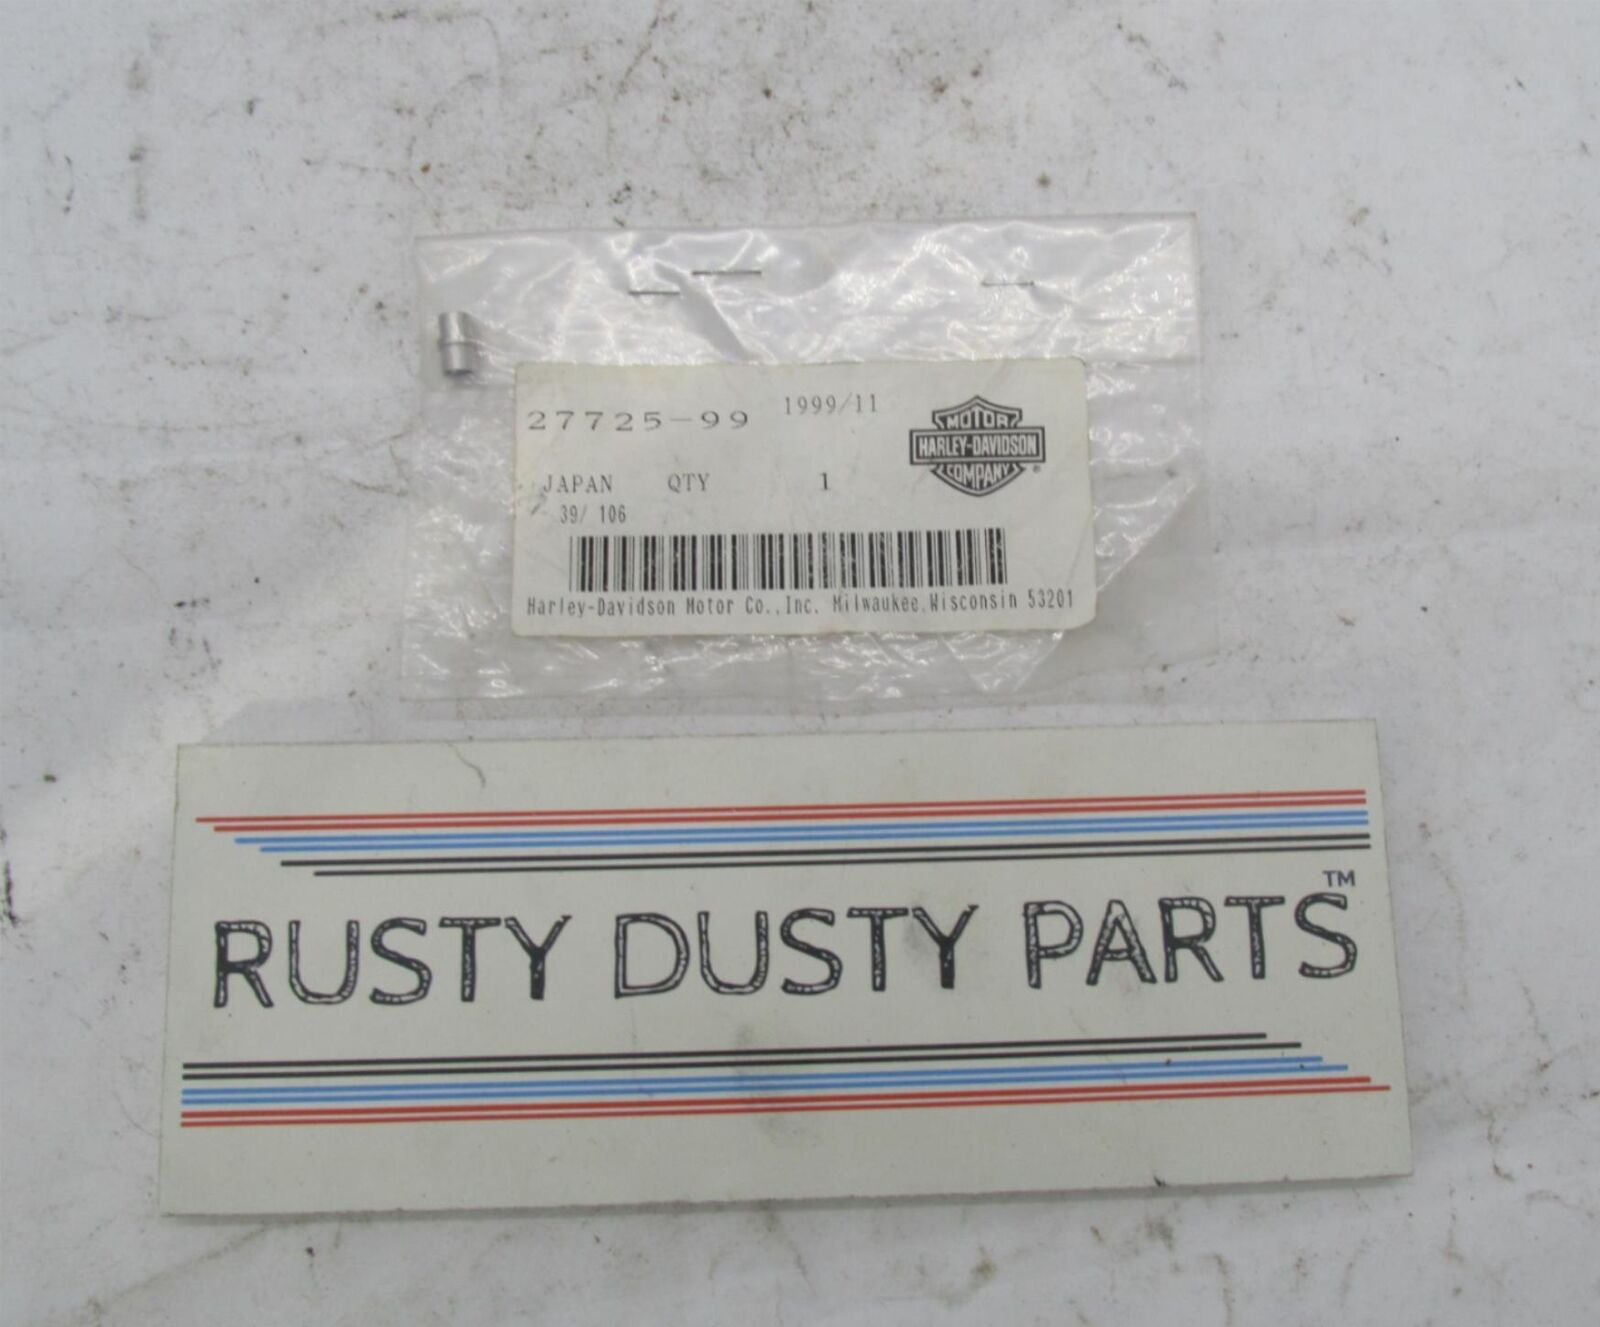 27725-99 1999/11
MOTOR
HARLEY-DAVIDSON
COMPANY
®
JAPAN QTY 1
39/ 106
Harley-Davidson Motor Co.,Inc. Milwaukee,Wisconsin 53201
RUSTY DUSTY PARTS™